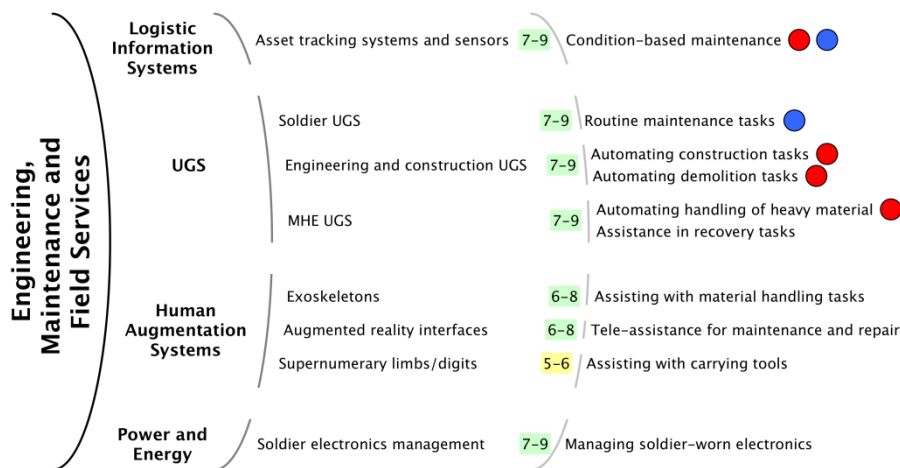 Engineering,
Maintenance and
Field Services
Logistic
Information
Systems
Asset tracking systems and sensors 7-9 Condition-based maintenance
UGS
Soldier UGS 7-9 Routine maintenance tasks
Engineering and construction UGS 7-9 Automating construction tasks
Automating demolition tasks
MHE UGS 7-9 Automating handling of heavy material
Assistance in recovery tasks
Human
Augmentation
Systems
Exoskeletons 6-8 Assisting with material handling tasks
Augmented reality interfaces 6-8 Tele-assistance for maintenance and repair
Supernumerary limbs/digits 5-6 Assisting with carrying tools
Power and
Energy
Soldier electronics management 7-9 Managing soldier-worn electronics